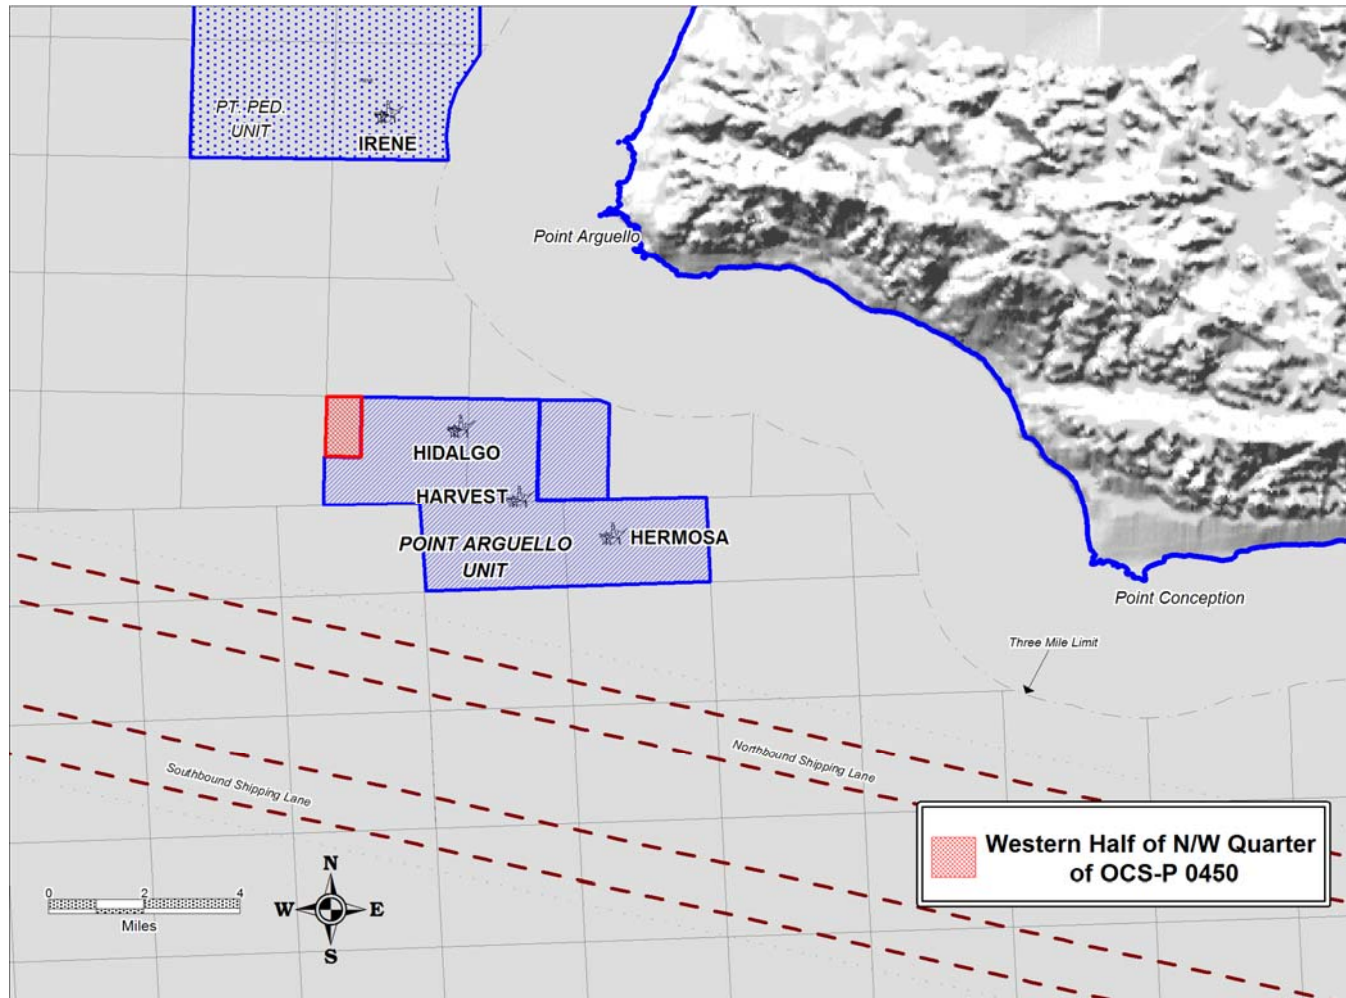 PT. PED.
UNIT
IRENE
Point Arguello
HIDALGO
HARVEST
HERMOSA
POINT ARGUELLO
UNIT
Point Conception
Three Mile Limit
Northbound Shipping Lane
Southbound Shipping Lane
Western Half of N/W Quarter
of OCS-P 0450
0 2 4
Miles
N
W E
S